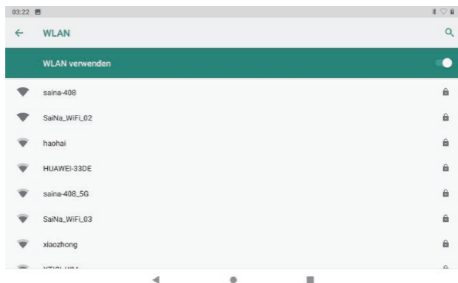 03:22
WLAN
WLAN verwenden
saina-408
SaiNa_WiFi_02
haohai
HUAWEI-33DE
saina-408_5G
SaiNa_WiFi_03
xiaozhong